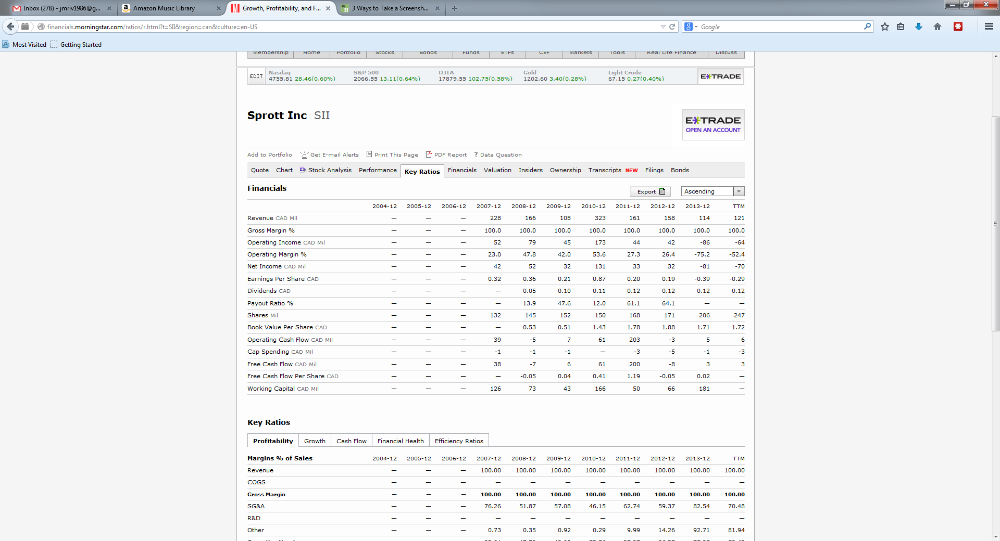 Inbox (278) - jmriv1986@g...
Amazon Music Library
Growth, Profitability, and F...
3 Ways to Take a Screensh...
financials.morningstar.com/ratios/r.html?t=SII&region=can&culture=en-US
Google
Most Visited Getting Started
Membership Home Portfolio Stocks Bonds Funds ETFs CEF Markets Tools Real Life Finance Discuss
EDIT
Nasdaq S&P 500 DJIA Gold Light Crude
4755.81 28.46(0.60%) 2066.55 13.11(0.64%) 17879.55 102.75(0.58%) 1202.60 3.40(0.28%) 67.15 0.27(0.40%)
E*TRADE
Sprott Inc SII
E*TRADE
OPEN AN ACCOUNT
Add to Portfolio Get E-mail Alerts Print This Page PDF Report ? Data Question
Quote Chart Stock Analysis Performance Key Ratios Financials Valuation Insiders Ownership Transcripts NEW Filings Bonds
Financials
Export Ascending
2004-12 2005-12 2006-12 2007-12 2008-12 2009-12 2010-12 2011-12 2012-12 2013-12 TTM
Revenue CAD Mil — — — 228 166 108 323 161 158 114 121
Gross Margin % — — — 100.0 100.0 100.0 100.0 100.0 100.0 100.0 100.0
Operating Income CAD Mil — — — 52 79 45 173 44 42 -86 -64
Operating Margin % — — — 23.0 47.8 42.0 53.6 27.3 26.4 -75.2 -52.4
Net Income CAD Mil — — — 42 52 32 131 33 32 -81 -70
Earnings Per Share CAD — — — 0.32 0.36 0.21 0.87 0.20 0.19 -0.39 -0.29
Dividends CAD — — — — 0.05 0.10 0.11 0.12 0.12 0.12 0.12
Payout Ratio % — — — — 13.9 47.6 12.0 61.1 64.1 — —
Shares Mil — — — 132 145 152 150 168 171 206 247
Book Value Per Share CAD — — — — 0.53 0.51 1.43 1.78 1.88 1.71 1.72
Operating Cash Flow CAD Mil — — — 39 -5 7 61 203 -3 5 6
Cap Spending CAD Mil — — — -1 -1 -1 — -3 -5 -1 -3
Free Cash Flow CAD Mil — — — 38 -7 6 61 200 -8 3 3
Free Cash Flow Per Share CAD — — — — -0.05 0.04 0.41 1.19 -0.05 0.02 —
Working Capital CAD Mil — — — 126 73 43 166 50 66 181 —
Key Ratios
Profitability Growth Cash Flow Financial Health Efficiency Ratios
Margins % of Sales 2004-12 2005-12 2006-12 2007-12 2008-12 2009-12 2010-12 2011-12 2012-12 2013-12 TTM
Revenue — — — 100.00 100.00 100.00 100.00 100.00 100.00 100.00 100.00
COGS — — — — — — — — — — —
Gross Margin — — — 100.00 100.00 100.00 100.00 100.00 100.00 100.00 100.00
SG&A — — — 76.26 51.87 57.08 46.15 62.74 59.37 82.54 70.48
R&D — — — — — — — — — — —
Other — — — 0.73 0.35 0.92 0.29 9.99 14.26 92.71 81.94